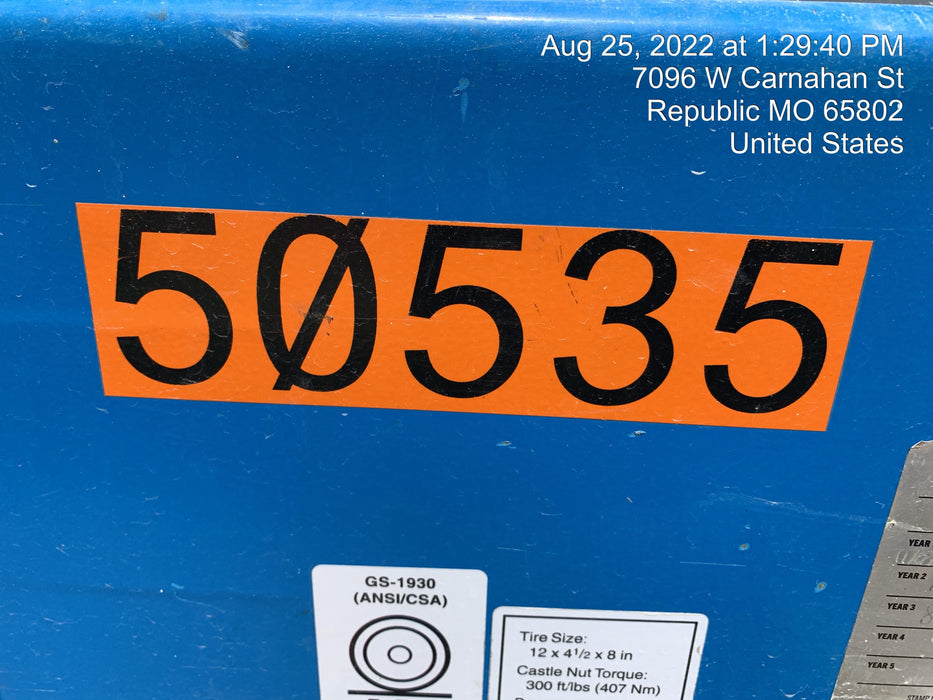 Aug 25, 2022 at 1:29:40 PM
7096 W Carnahan St
Republic MO 65802
United States
5Ø535
GS-1930
(ANSI/CSA)
Tire Size:
12 x 4 1/2 x 8 in
Castle Nut Torque:
300 ft/lbs (407 Nm)
YEAR
YEAR 2
YEAR 3
YEAR 4
YEAR 5